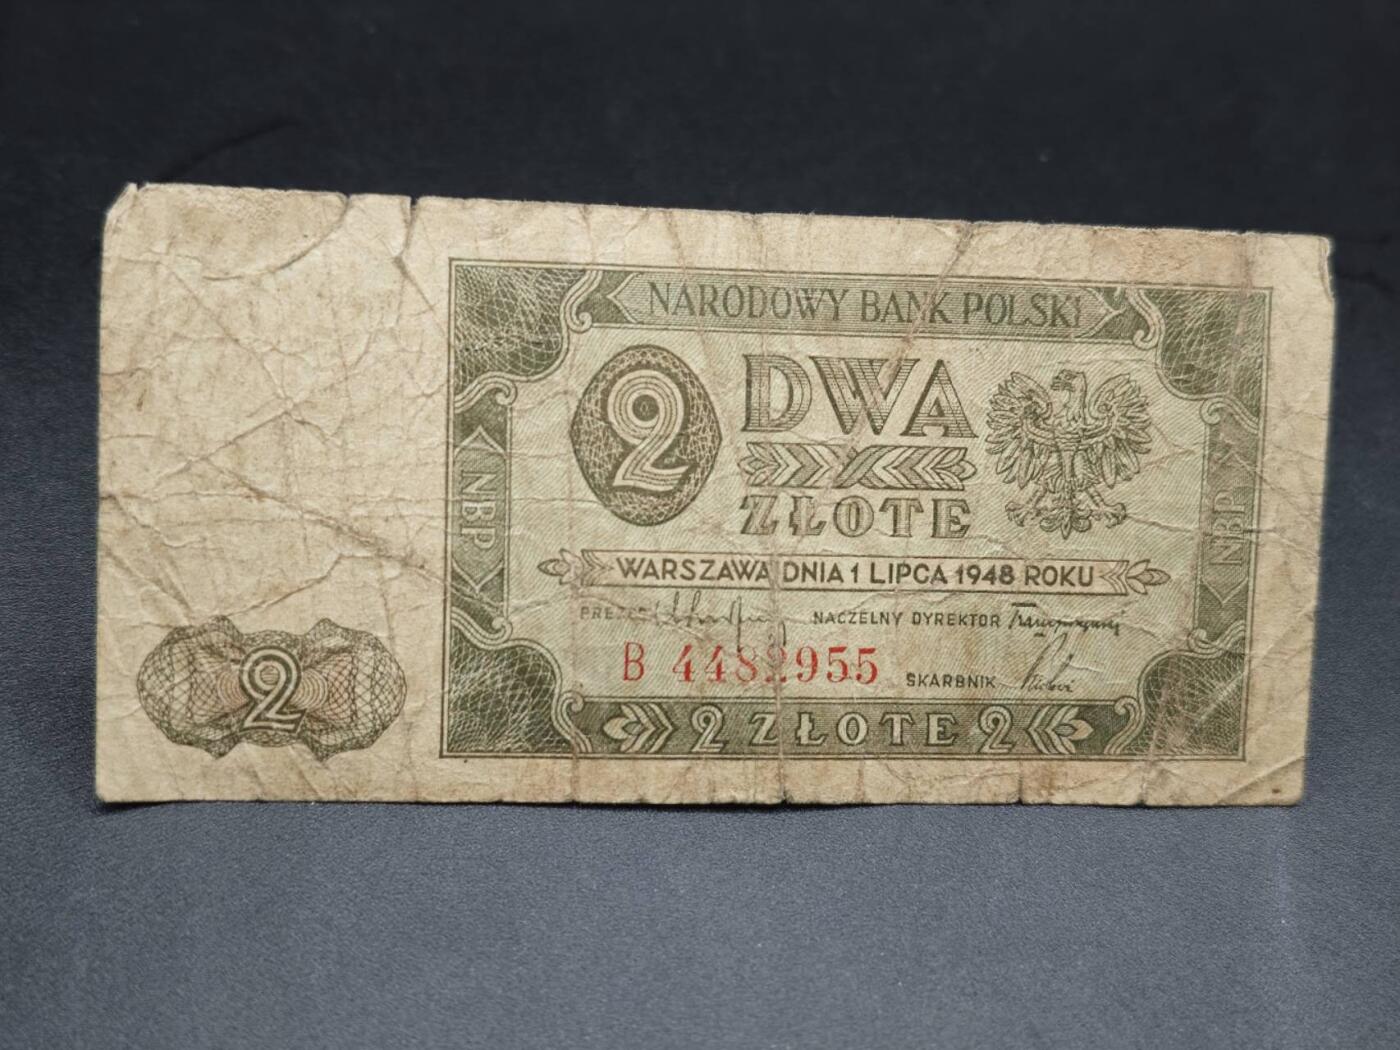 NARODOWY BANK POLSKI
2
DWA
ZŁOTE
NBP
NBP
WARSZAWA DNIA 1 LIPCA 1948 ROKU
PREZES NACZELNY DYREKTOR
B 4482955
SKARBNIK
2
2 ZŁOTE 2